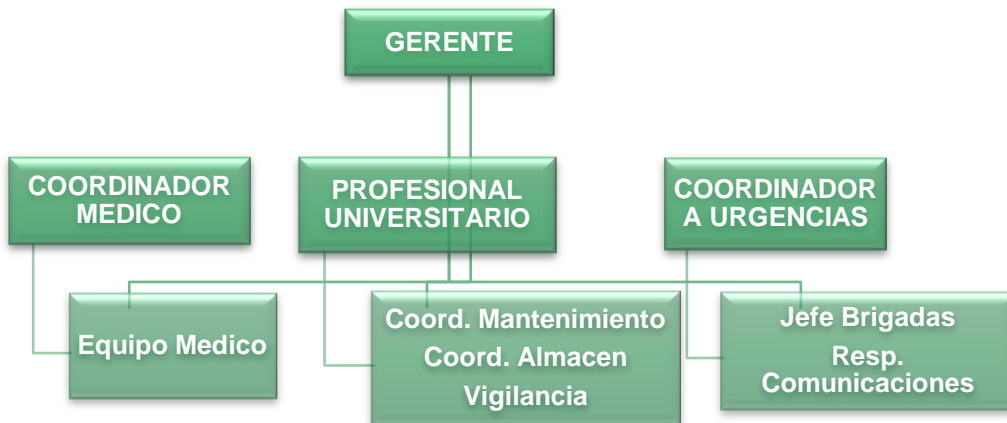 GERENTE
COORDINADOR
MEDICO
PROFESIONAL
UNIVERSITARIO
COORDINADOR
A URGENCIAS
Equipo Medico
Coord. Mantenimiento
Coord. Almacen
Vigilancia
Jefe Brigadas
Resp.
Comunicaciones